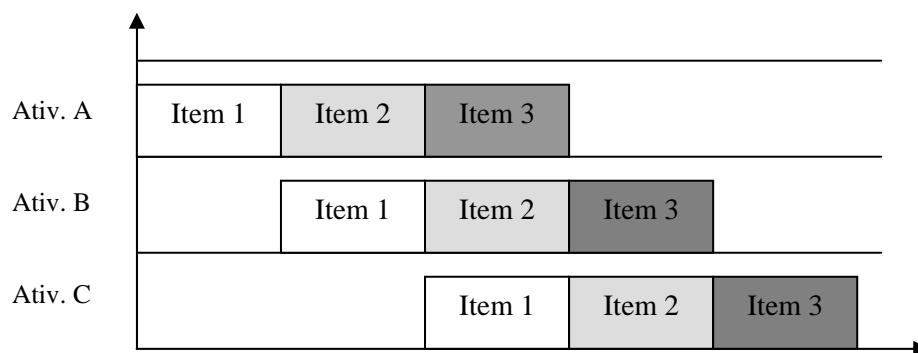 Ativ. A Item 1 Item 2 Item 3
Ativ. B Item 1 Item 2 Item 3
Ativ. C Item 1 Item 2 Item 3